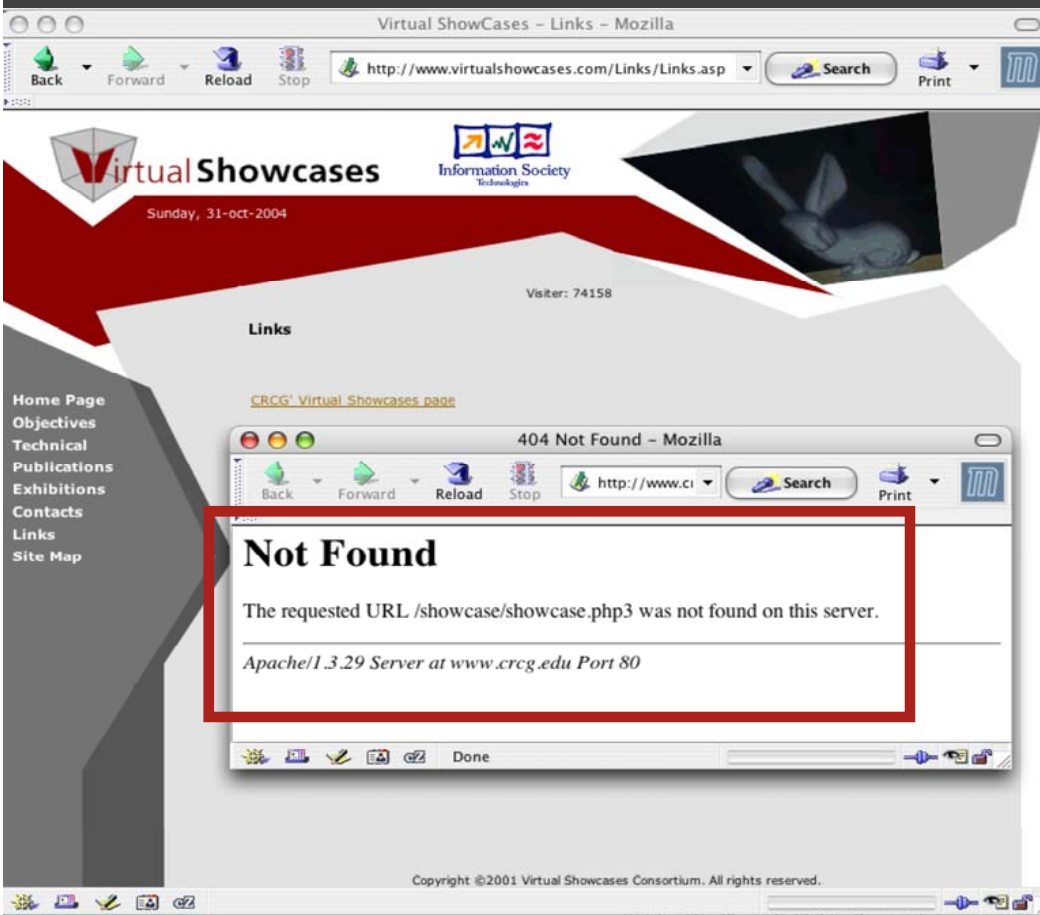 Virtual ShowCases – Links – Mozilla
Back Forward Reload Stop http://www.virtualshowcases.com/Links/Links.asp Search Print
Virtual Showcases
Information Society
Technologies
Sunday, 31-oct-2004
Visiter: 74158
Links
CRCG' Virtual Showcases page
Home Page
Objectives
Technical
Publications
Exhibitions
Contacts
Links
Site Map
404 Not Found – Mozilla
Back Forward Reload Stop http://www.cr Search Print
Not Found
The requested URL /showcase/showcase.php3 was not found on this server.
Apache/1.3.29 Server at www.crcg.edu Port 80
Done
Copyright ©2001 Virtual Showcases Consortium. All rights reserved.